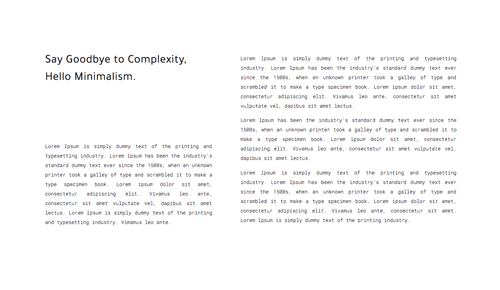 Say Goodbye to Complexity,
Hello Minimalism.
Lorem Ipsum is simply dummy text of the printing and
typesetting industry. Lorem Ipsum has been the industry's
standard dummy text ever since the 1500s, when an unknown
printer took a galley of type and scrambled it to make a
type specimen book. Lorem ipsum dolor sit amet,
consectetur adipiscing elit. Vivamus leo ante,
consectetur sit amet vulputate vel, dapibus sit amet
lectus. Lorem Ipsum is simply dummy text of the printing
and typesetting industry. Vivamus leo ante.
Lorem Ipsum is simply dummy text of the printing and typesetting
industry. Lorem Ipsum has been the industry's standard dummy text ever
since the 1500s, when an unknown printer took a galley of type and
scrambled it to make a type specimen book. Lorem ipsum dolor sit amet,
consectetur adipiscing elit. Vivamus leo ante, consectetur sit amet
vulputate vel, dapibus sit amet lectus.
Lorem Ipsum has been the industry's standard dummy text ever since the
1500s, when an unknown printer took a galley of type and scrambled it to
make a type specimen book. Lorem ipsum dolor sit amet, consectetur
adipiscing elit. Vivamus leo ante, consectetur sit amet vulputate vel,
dapibus sit amet lectus.
Lorem Ipsum is simply dummy text of the printing and typesetting
industry. Lorem Ipsum has been the industry's standard dummy text ever
since the 1500s, when an unknown printer took a galley of type and
scrambled it to make a type specimen book. Lorem ipsum dolor sit amet,
consectetur adipiscing elit. Vivamus leo ante, consectetur sit amet.
Lorem Ipsum is simply dummy text of the printing and typesetting industry.